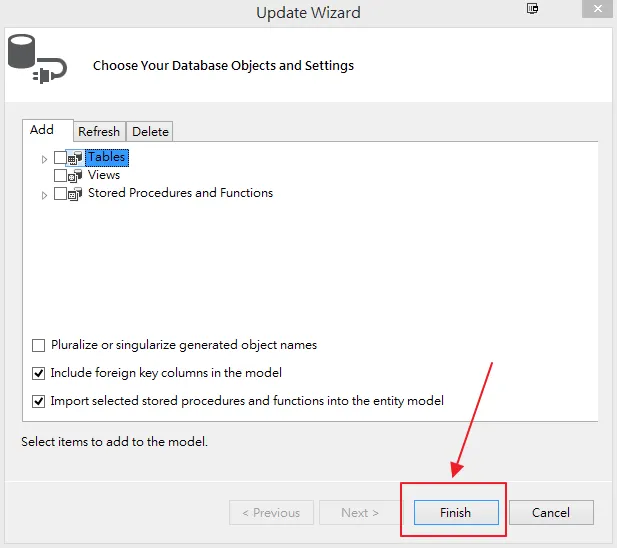 Update Wizard
Choose Your Database Objects and Settings
Add Refresh Delete
Tables
Views
Stored Procedures and Functions
Pluralize or singularize generated object names
Include foreign key columns in the model
Import selected stored procedures and functions into the entity model
Select items to add to the model.
< Previous Next > Finish Cancel